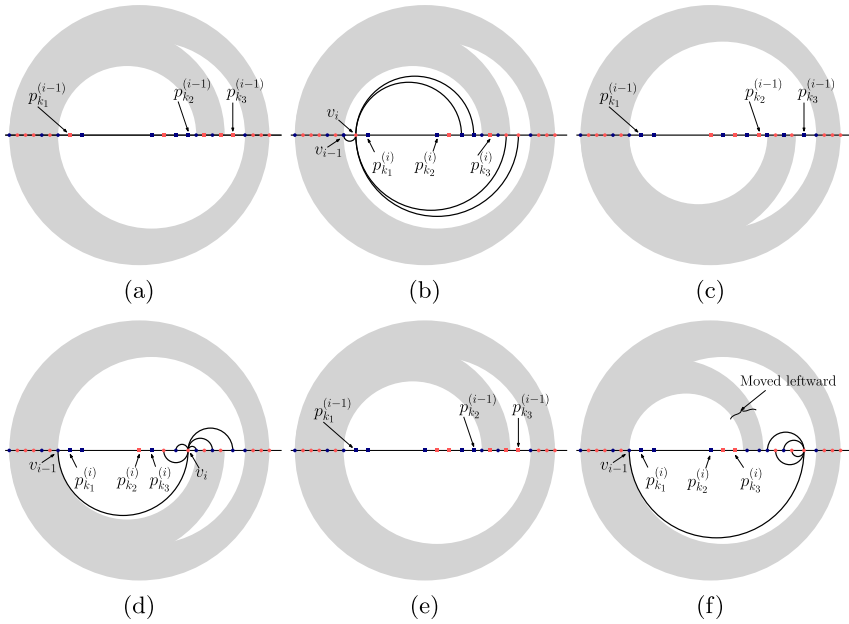 p_{k_1}^{(i-1)} p_{k_2}^{(i-1)} p_{k_3}^{(i-1)}
v_i
v_{i-1} p_{k_1}^{(i)} p_{k_2}^{(i)} p_{k_3}^{(i)}
p_{k_1}^{(i-1)} p_{k_2}^{(i-1)} p_{k_3}^{(i-1)}
(a) (b) (c)
v_{i-1} p_{k_1}^{(i)} p_{k_2}^{(i)} p_{k_3}^{(i)} v_i
p_{k_1}^{(i-1)} p_{k_2}^{(i-1)} p_{k_3}^{(i-1)}
Moved leftward
v_{i-1} p_{k_1}^{(i)} p_{k_2}^{(i)} p_{k_3}^{(i)}
(d) (e) (f)